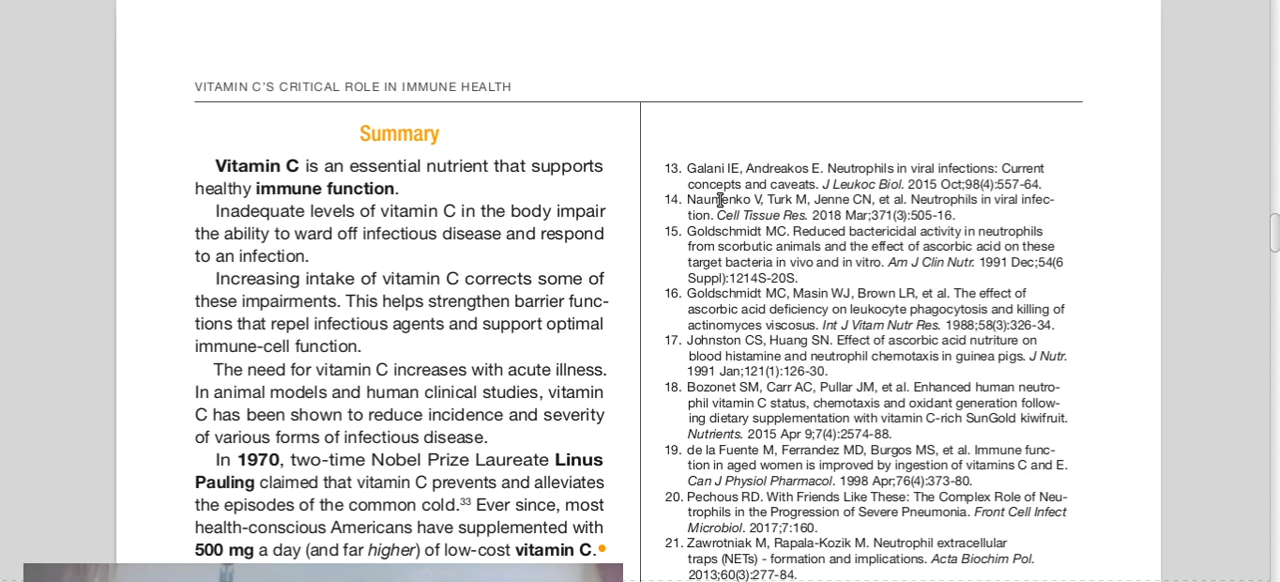 VITAMIN C'S CRITICAL ROLE IN IMMUNE HEALTH
Summary
Vitamin C is an essential nutrient that supports
healthy immune function.
Inadequate levels of vitamin C in the body impair
the ability to ward off infectious disease and respond
to an infection.
Increasing intake of vitamin C corrects some of
these impairments. This helps strengthen barrier func-
tions that repel infectious agents and support optimal
immune-cell function.
The need for vitamin C increases with acute illness.
In animal models and human clinical studies, vitamin
C has been shown to reduce incidence and severity
of various forms of infectious disease.
In 1970, two-time Nobel Prize Laureate Linus
Pauling claimed that vitamin C prevents and alleviates
the episodes of the common cold.33 Ever since, most
health-conscious Americans have supplemented with
500 mg a day (and far higher) of low-cost vitamin C.
13. Galani IE, Andreakos E. Neutrophils in viral infections: Current
concepts and caveats. J Leukoc Biol. 2015 Oct;98(4):557-64.
14. Naumenko V, Turk M, Jenne CN, et al. Neutrophils in viral infec-
tion. Cell Tissue Res. 2018 Mar;371(3):505-16.
15. Goldschmidt MC. Reduced bactericidal activity in neutrophils
from scorbutic animals and the effect of ascorbic acid on these
target bacteria in vivo and in vitro. Am J Clin Nutr. 1991 Dec;54(6
Suppl):1214S-20S.
16. Goldschmidt MC, Masin WJ, Brown LR, et al. The effect of
ascorbic acid deficiency on leukocyte phagocytosis and killing of
actinomyces viscosus. Int J Vitam Nutr Res. 1988;58(3):326-34.
17. Johnston CS, Huang SN. Effect of ascorbic acid nutriture on
blood histamine and neutrophil chemotaxis in guinea pigs. J Nutr.
1991 Jan;121(1):126-30.
18. Bozonet SM, Carr AC, Pullar JM, et al. Enhanced human neutro-
phil vitamin C status, chemotaxis and oxidant generation follow-
ing dietary supplementation with vitamin C-rich SunGold kiwifruit.
Nutrients. 2015 Apr 9;7(4):2574-88.
19. de la Fuente M, Ferrandez MD, Burgos MS, et al. Immune func-
tion in aged women is improved by ingestion of vitamins C and E.
Can J Physiol Pharmacol. 1998 Apr;76(4):373-80.
20. Pechous RD. With Friends Like These: The Complex Role of Neu-
trophils in the Progression of Severe Pneumonia. Front Cell Infect
Microbiol. 2017;7:160.
21. Zawrotniak M, Rapala-Kozik M. Neutrophil extracellular
traps (NETs) - formation and implications. Acta Biochim Pol.
2013;60(3):277-84.